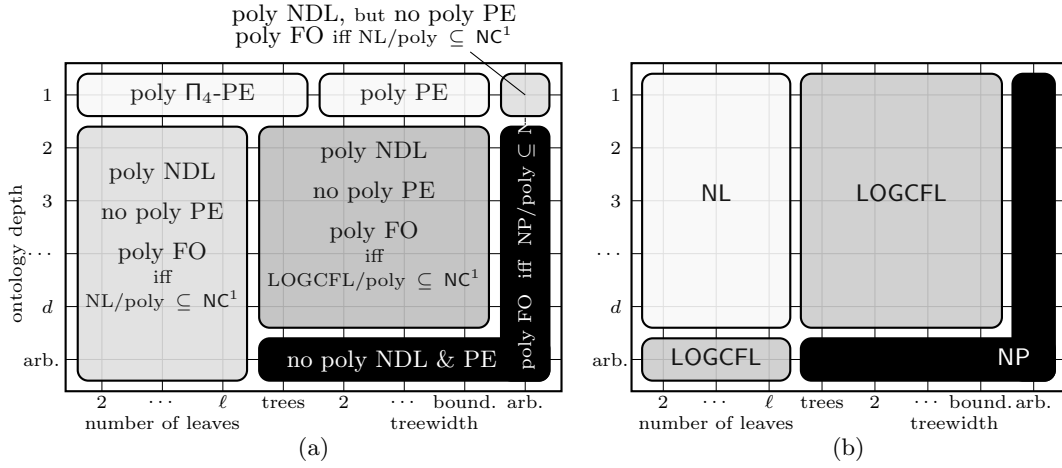 poly NDL, but no poly PE
poly FO iff NL/poly ⊆ NC¹
poly Π₄-PE
poly PE
poly NDL
no poly PE
poly FO
iff
NL/poly ⊆ NC¹
poly NDL
no poly PE
poly FO
iff
LOGCFL/poly ⊆ NC¹
poly FO iff NP/poly ⊆ N
no poly NDL & PE
ontology depth
1
2
3
···
d
arb.
2 ··· ℓ trees 2 ··· bound. arb.
number of leaves treewidth
(a)
NL
LOGCFL
LOGCFL
NP
1
2
3
···
d
arb.
2 ··· ℓ trees 2 ··· bound. arb.
number of leaves treewidth
(b)